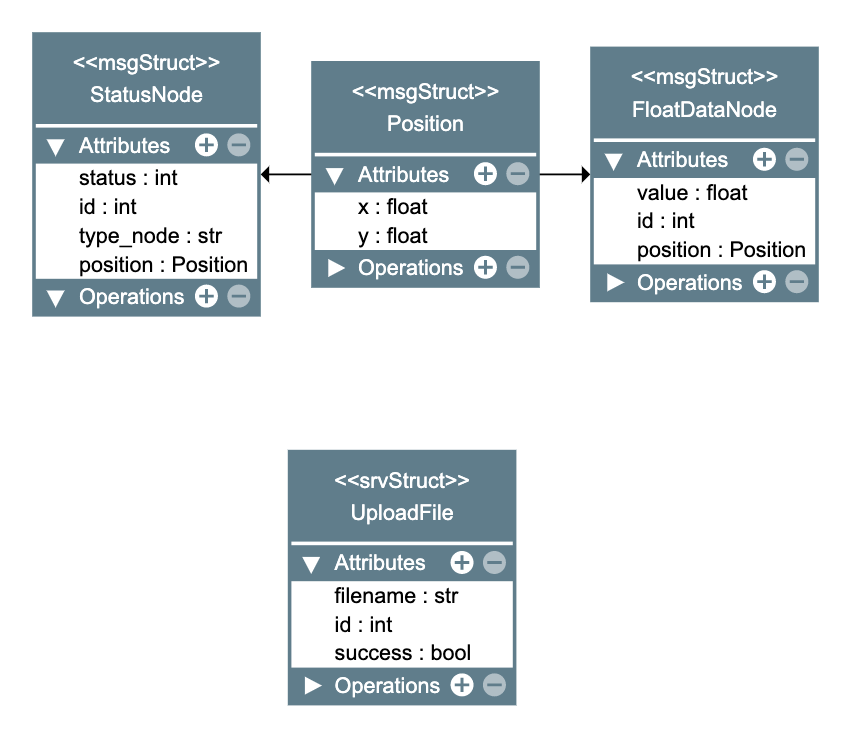 <<msgStruct>>
StatusNode
Attributes
status : int
id : int
type_node : str
position : Position
Operations
<<msgStruct>>
Position
Attributes
x : float
y : float
Operations
<<msgStruct>>
FloatDataNode
Attributes
value : float
id : int
position : Position
Operations
<<srvStruct>>
UploadFile
Attributes
filename : str
id : int
success : bool
Operations